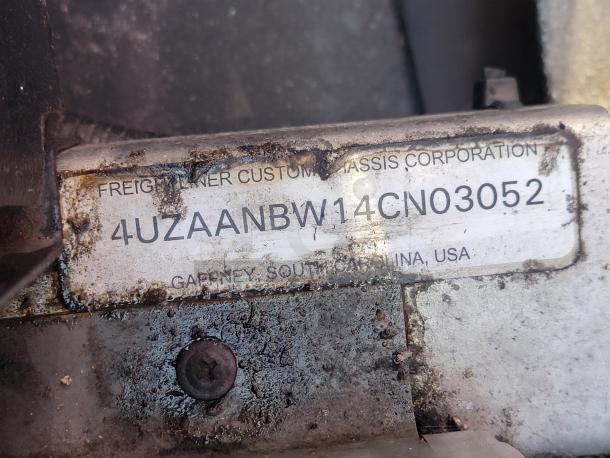 FREIGHTLINER CUSTOM CHASSIS CORPORATION
4UZAANBW14CN03052
GAFFNEY, SOUTH CAROLINA, USA